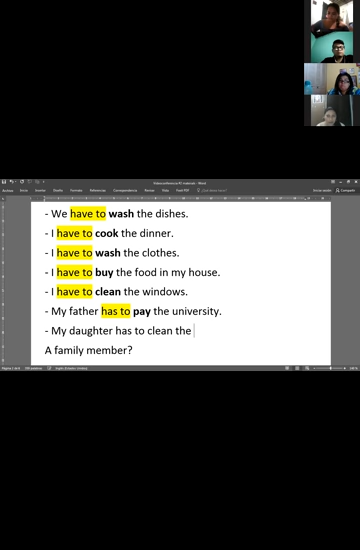 - We have to wash the dishes.
- I have to cook the dinner.
- I have to wash the clothes.
- I have to buy the food in my house.
- I have to clean the windows.
- My father has to pay the university.
- My daughter has to clean the
A family member?